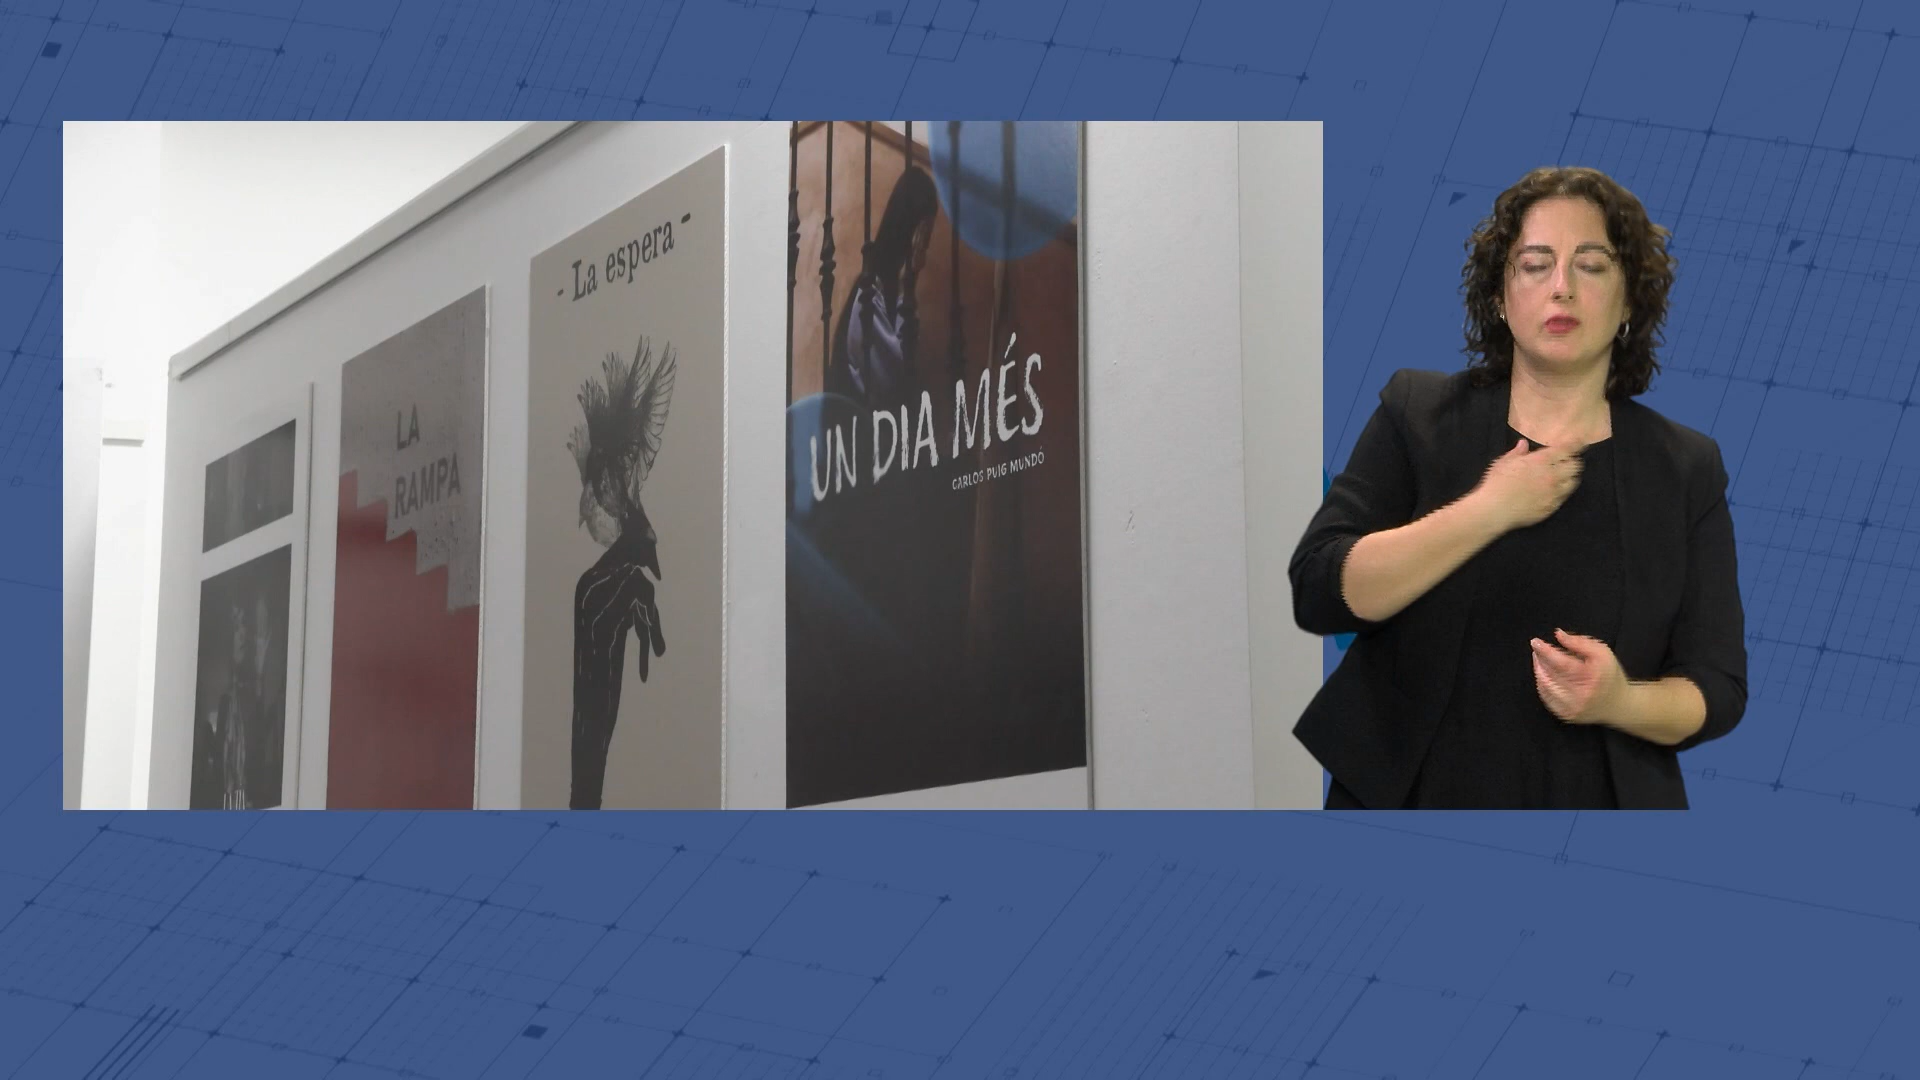 LA
RAMPA
- La espera -
UN DIA MÉS
CARLOS PUIG MUNDÓ